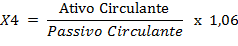 X4 = Ativo Circulante / Passivo Circulante x 1,06